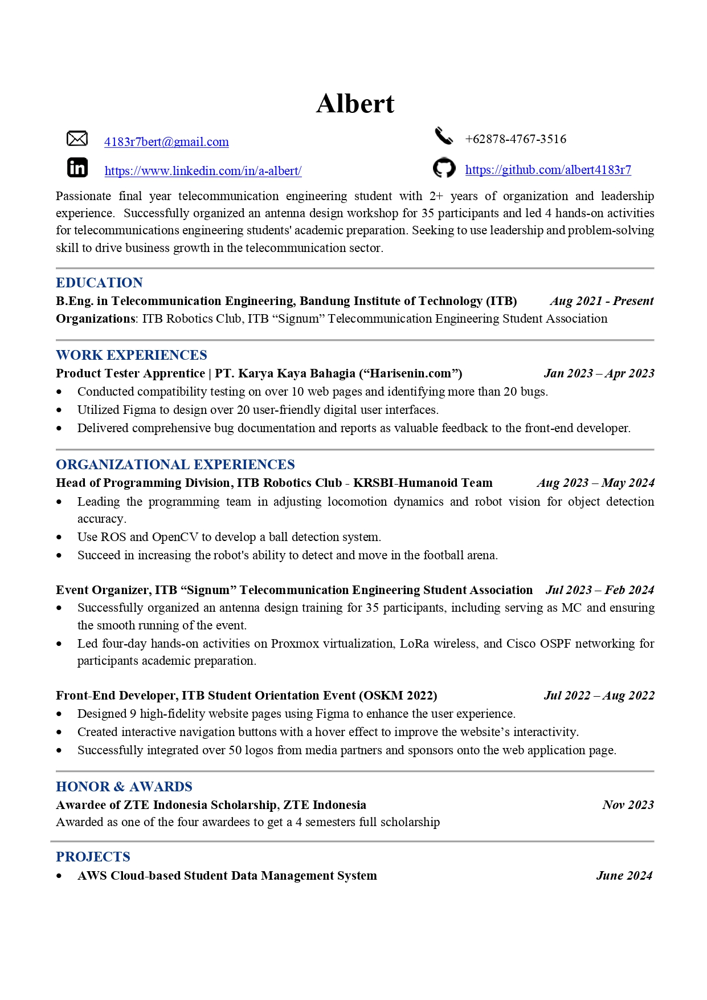 Albert
4183r7bert@gmail.com
+62878-4767-3516
https://www.linkedin.com/in/a-albert/
https://github.com/albert4183r7
Passionate final year telecommunication engineering student with 2+ years of organization and leadership
experience.  Successfully organized an antenna design workshop for 35 participants and led 4 hands-on activities
for telecommunications engineering students' academic preparation. Seeking to use leadership and problem-solving
skill to drive business growth in the telecommunication sector.
EDUCATION
B.Eng. in Telecommunication Engineering, Bandung Institute of Technology (ITB) Aug 2021 - Present
Organizations: ITB Robotics Club, ITB “Signum” Telecommunication Engineering Student Association
WORK EXPERIENCES
Product Tester Apprentice | PT. Karya Kaya Bahagia (“Harisenin.com”) Jan 2023 – Apr 2023
• Conducted compatibility testing on over 10 web pages and identifying more than 20 bugs.
• Utilized Figma to design over 20 user-friendly digital user interfaces.
• Delivered comprehensive bug documentation and reports as valuable feedback to the front-end developer.
ORGANIZATIONAL EXPERIENCES
Head of Programming Division, ITB Robotics Club - KRSBI-Humanoid Team Aug 2023 – May 2024
• Leading the programming team in adjusting locomotion dynamics and robot vision for object detection
accuracy.
• Use ROS and OpenCV to develop a ball detection system.
• Succeed in increasing the robot's ability to detect and move in the football arena.
Event Organizer, ITB “Signum” Telecommunication Engineering Student Association Jul 2023 – Feb 2024
• Successfully organized an antenna design training for 35 participants, including serving as MC and ensuring
the smooth running of the event.
• Led four-day hands-on activities on Proxmox virtualization, LoRa wireless, and Cisco OSPF networking for
participants academic preparation.
Front-End Developer, ITB Student Orientation Event (OSKM 2022) Jul 2022 – Aug 2022
• Designed 9 high-fidelity website pages using Figma to enhance the user experience.
• Created interactive navigation buttons with a hover effect to improve the website’s interactivity.
• Successfully integrated over 50 logos from media partners and sponsors onto the web application page.
HONOR & AWARDS
Awardee of ZTE Indonesia Scholarship, ZTE Indonesia Nov 2023
Awarded as one of the four awardees to get a 4 semesters full scholarship
PROJECTS
• AWS Cloud-based Student Data Management System June 2024